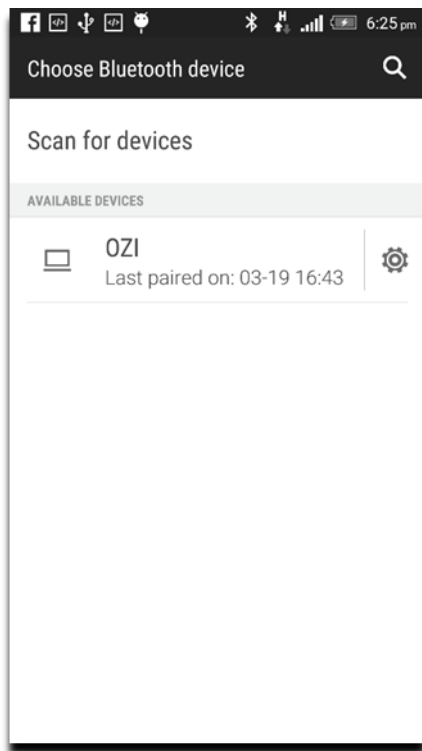 H
6:25 pm
Choose Bluetooth device
Scan for devices
AVAILABLE DEVICES
OZI
Last paired on: 03-19 16:43